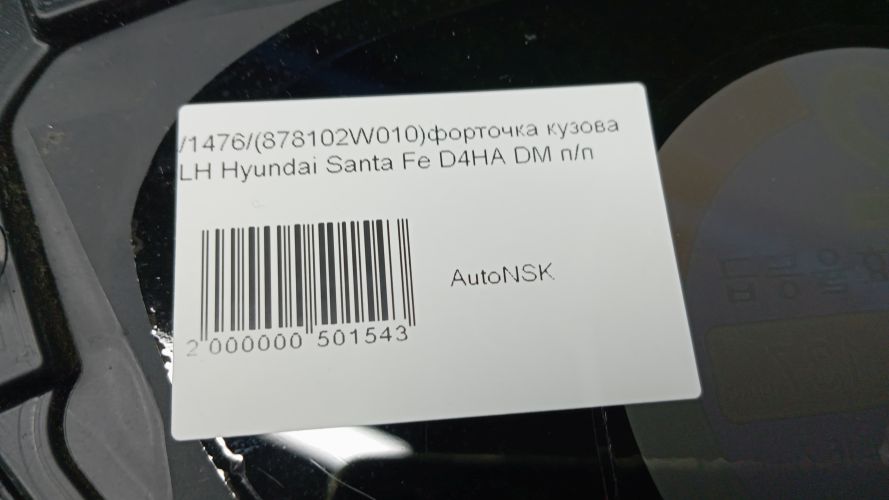 /1476/(878102W010)форточка кузова
LH Hyundai Santa Fe D4HA DM п/п
AutoNSK
2 000000 501543